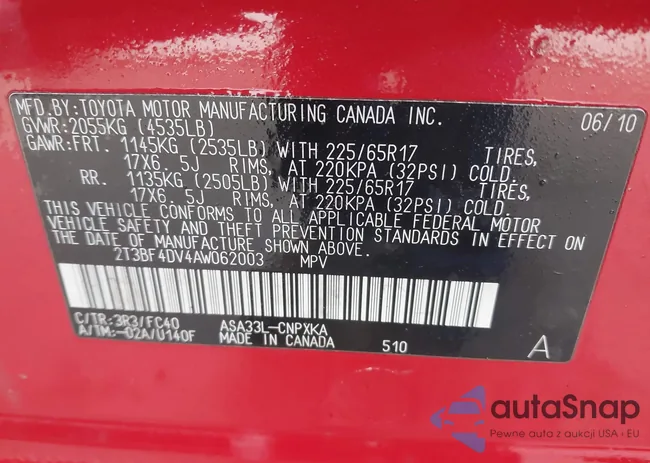 MFD.BY:TOYOTA MOTOR MANUFACTURING CANADA INC. 06/10
GVWR:2055KG (4535LB)
GAWR:FRT. 1145KG (2535LB) WITH 225/65R17 TIRES,
17X6.5J RIMS, AT 220KPA (32PSI) COLD.
RR. 1135KG (2505LB) WITH 225/65R17 TIRES,
17X6.5J RIMS, AT 220KPA (32PSI) COLD.
THIS VEHICLE CONFORMS TO ALL APPLICABLE FEDERAL MOTOR
VEHICLE SAFETY AND THEFT PREVENTION STANDARDS IN EFFECT ON
THE DATE OF MANUFACTURE SHOWN ABOVE.
2T3BF4DV4AW062003 MPV
C/TR:3R3/FC40 ASA33L-CNPXKA
A/TM:-02A/U140F MADE IN CANADA 510 A
autaSnap
Pewne auta z aukcji USA i EU